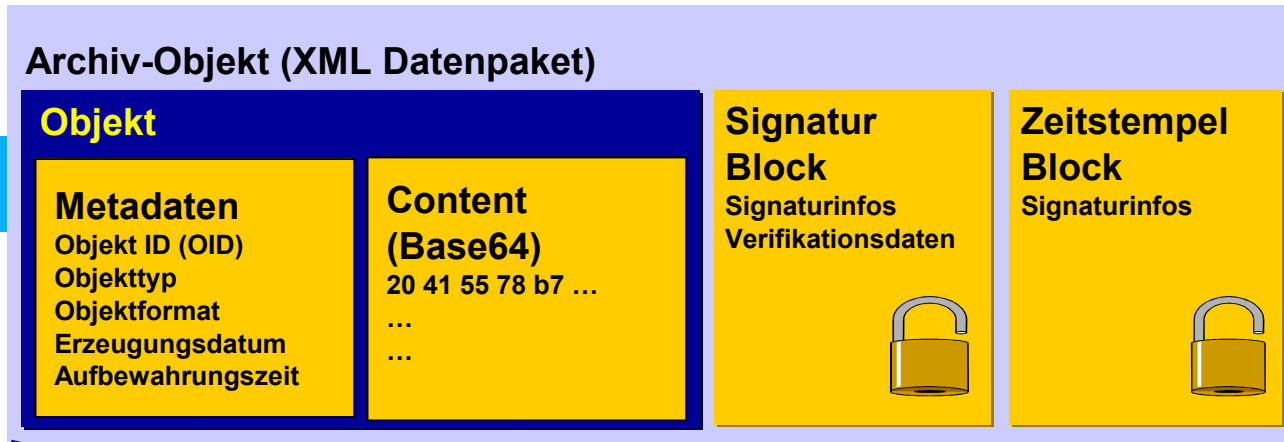 Archiv-Objekt (XML Datenpaket)
Objekt
Metadaten
Objekt ID (OID)
Objekttyp
Objektformat
Erzeugungsdatum
Aufbewahrungszeit
Content
(Base64)
20 41 55 78 b7 …
…
…
Signatur
Block
Signaturinfos
Verifikationsdaten
Zeitstempel
Block
Signaturinfos